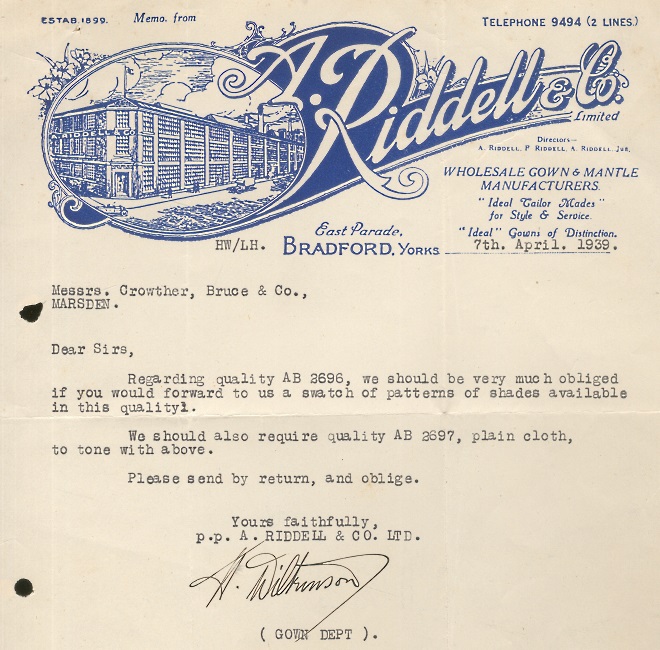 ESTAB. 1899.
Memo. from
TELEPHONE 9494 (2 LINES.)
A. Riddell & Co.
Limited
A RIDDELL & CO
Directors—
A. RIDDELL, P. RIDDELL, A. RIDDELL, JUR.
WHOLESALE GOWN & MANTLE
MANUFACTURERS.
"Ideal Tailor Mades"
for Style & Service.
"Ideal" Gowns of Distinction.
East Parade,
BRADFORD, YORKS
HW/LH.
7th. April. 1939.
Messrs. Crowther, Bruce & Co.,
MARSDEN.
Dear Sirs,
Regarding quality AB 2696, we should be very much obliged
if you would forward to us a swatch of patterns of shades available
in this quality.
We should also require quality AB 2697, plain cloth,
to tone with above.
Please send by return, and oblige.
Yours faithfully,
p.p. A. RIDDELL & CO. LTD.
H. Wilkinson
( GOWN DEPT ).